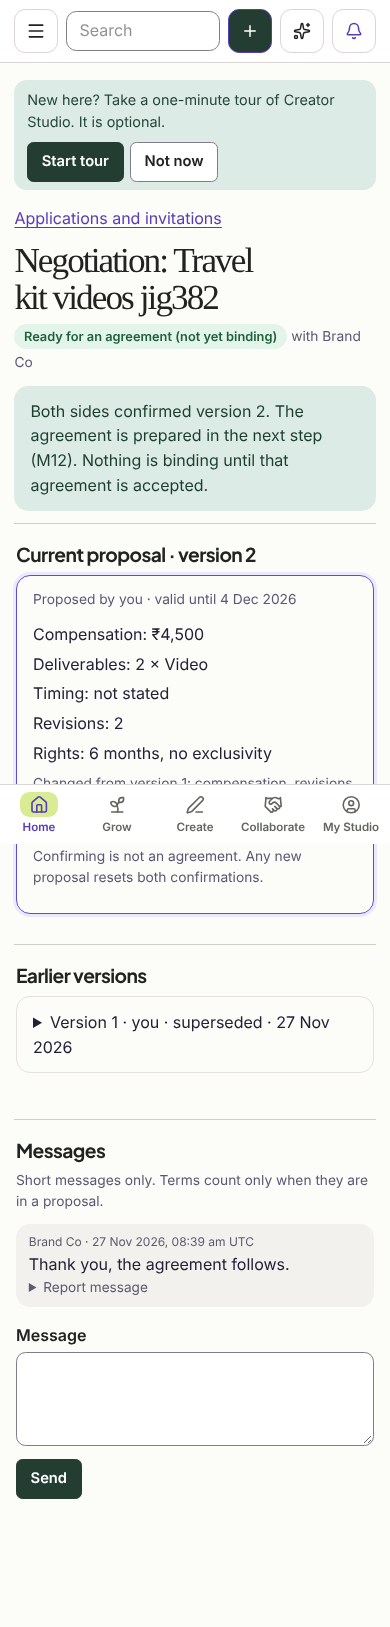 Search
New here? Take a one-minute tour of Creator
Studio. It is optional.
Start tour
Not now
Applications and invitations
Negotiation: Travel
kit videos jig382
Ready for an agreement (not yet binding) with Brand
Co
Both sides confirmed version 2. The
agreement is prepared in the next step
(M12). Nothing is binding until that
agreement is accepted.
Current proposal · version 2
Proposed by you · valid until 4 Dec 2026
Compensation: ₹4,500
Deliverables: 2 × Video
Timing: not stated
Revisions: 2
Rights: 6 months, no exclusivity
Changed from version 1: compensation, revisions
Home
Grow
Create
Collaborate
My Studio
Confirming is not an agreement. Any new
proposal resets both confirmations.
Earlier versions
Version 1 · you · superseded · 27 Nov
2026
Messages
Short messages only. Terms count only when they are
in a proposal.
Brand Co · 27 Nov 2026, 08:39 am UTC
Thank you, the agreement follows.
Report message
Message
Send